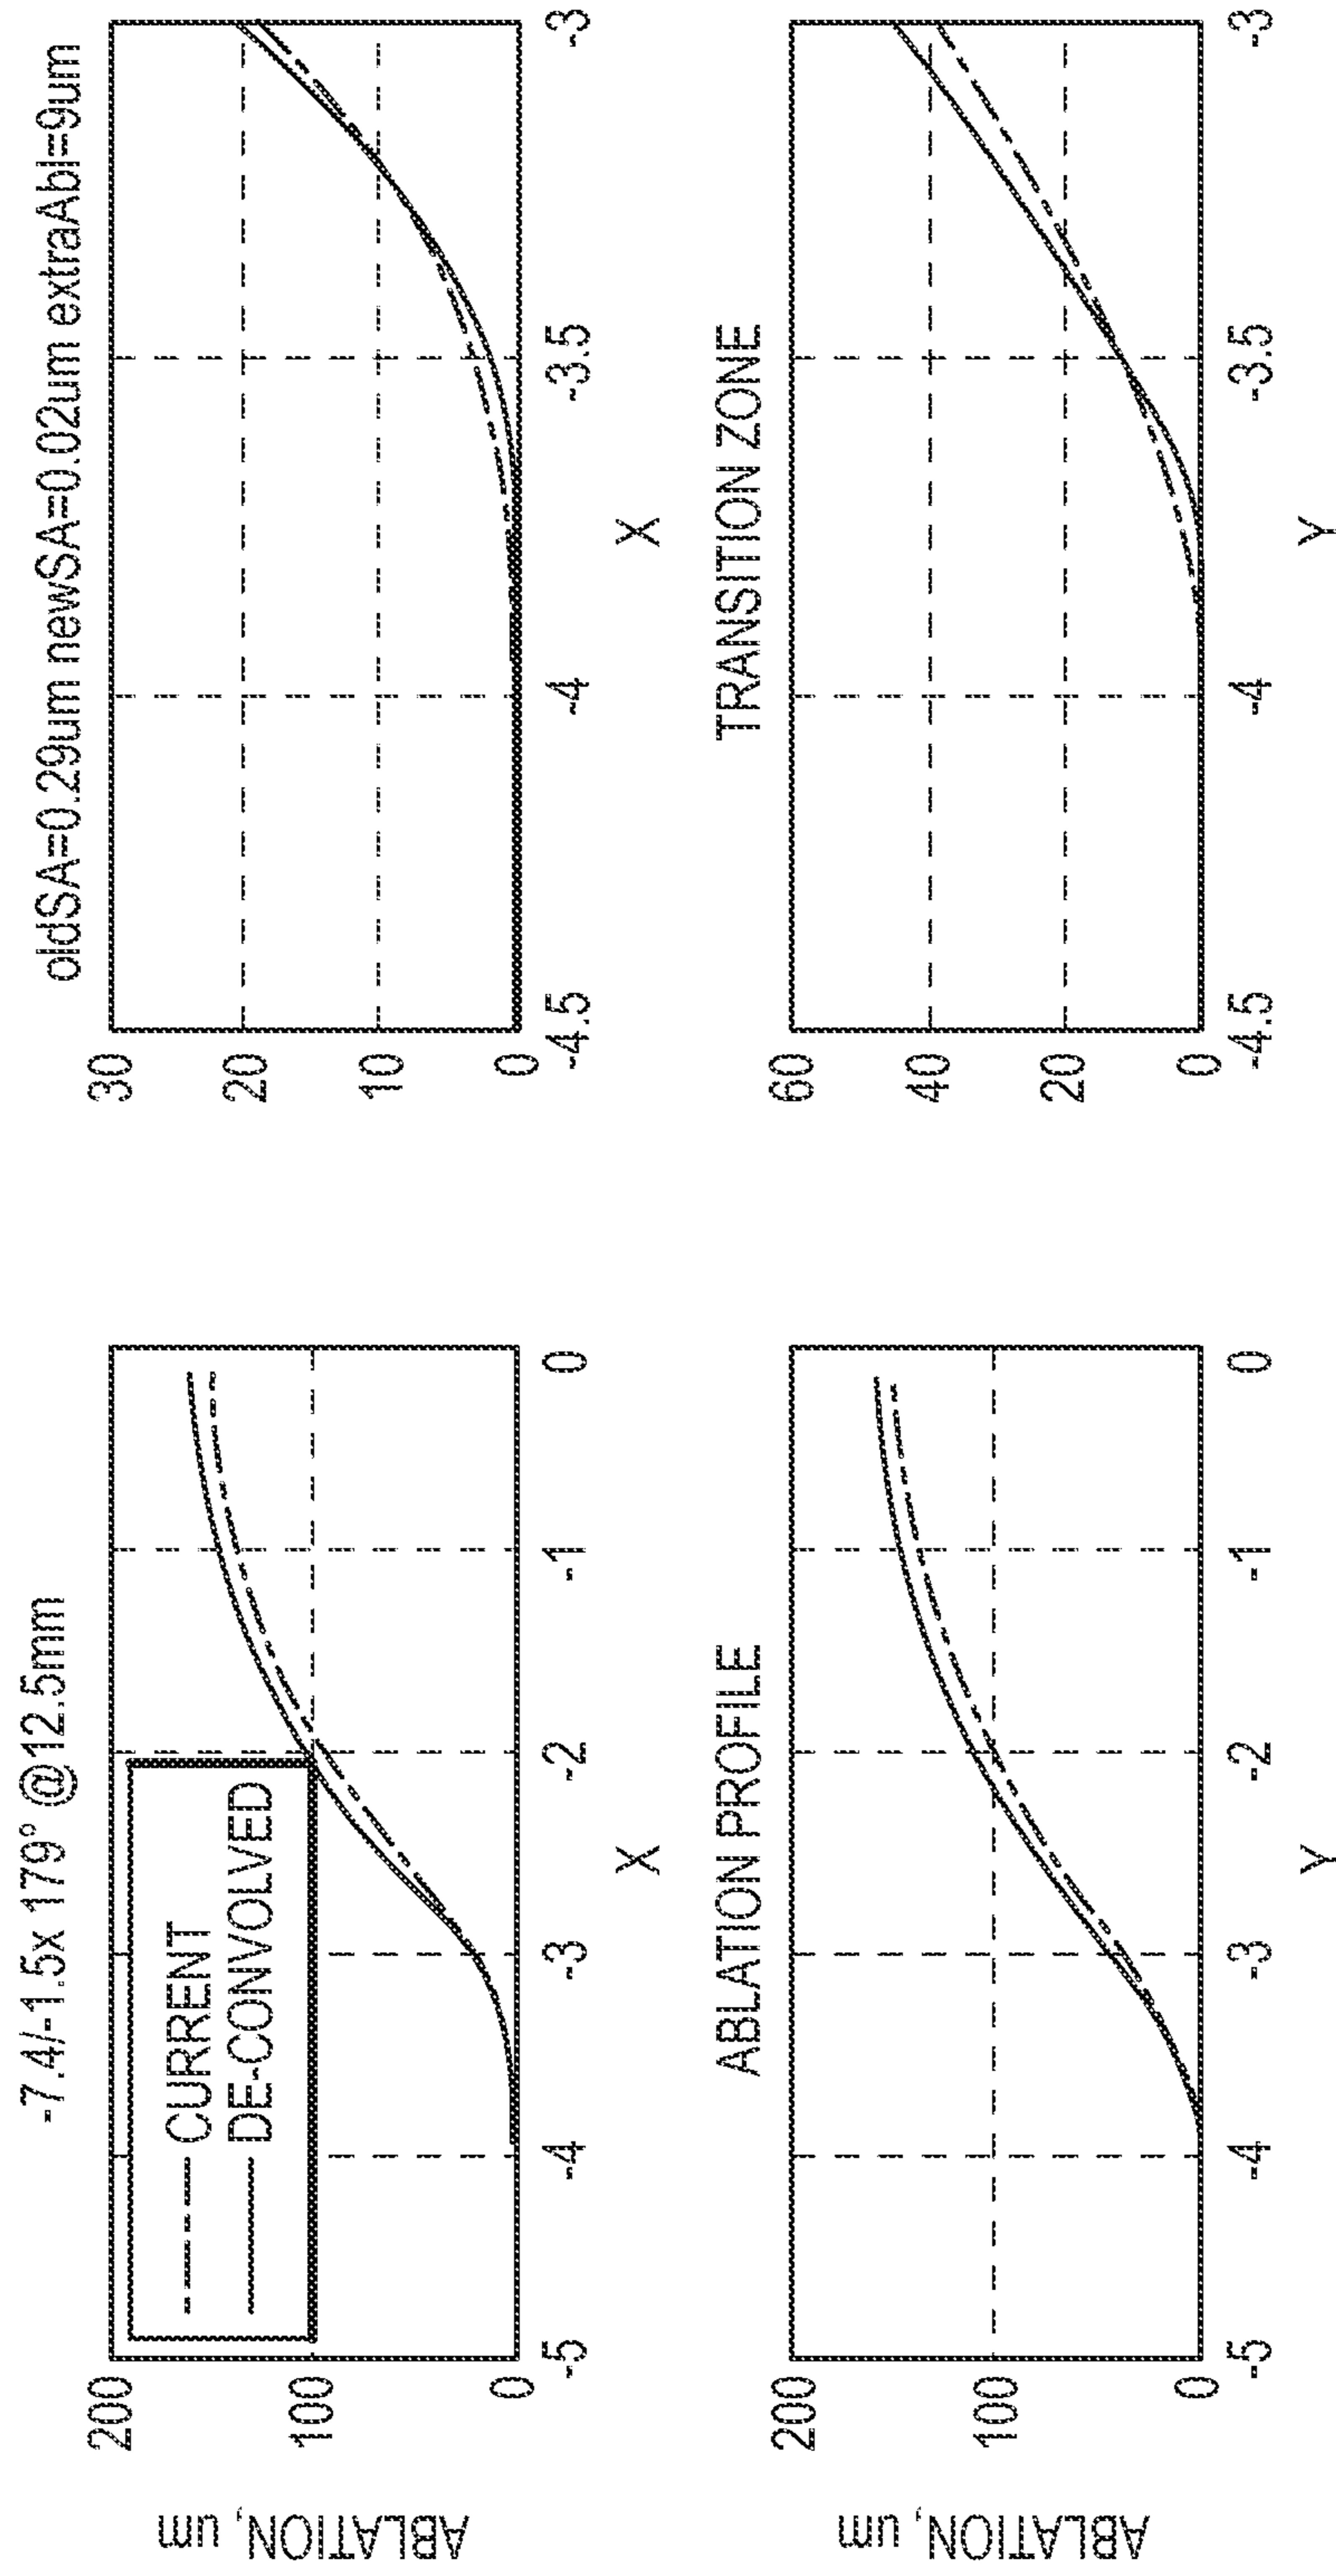 -7.4/-1.5x 179° @12.5mm
200
100
0
ABLATION, um
CURRENT
DE-CONVOLVED
-5
-4
-3
-2
-1
0
X
oldSA=0.29um newSA=0.02um extraAbl=9um
30
20
10
0
-4.5
-4
-3.5
-3
X
ABLATION PROFILE
200
100
0
ABLATION, um
-5
-4
-3
-2
-1
0
Y
TRANSITION ZONE
60
40
20
0
-4.5
-4
-3.5
-3
Y